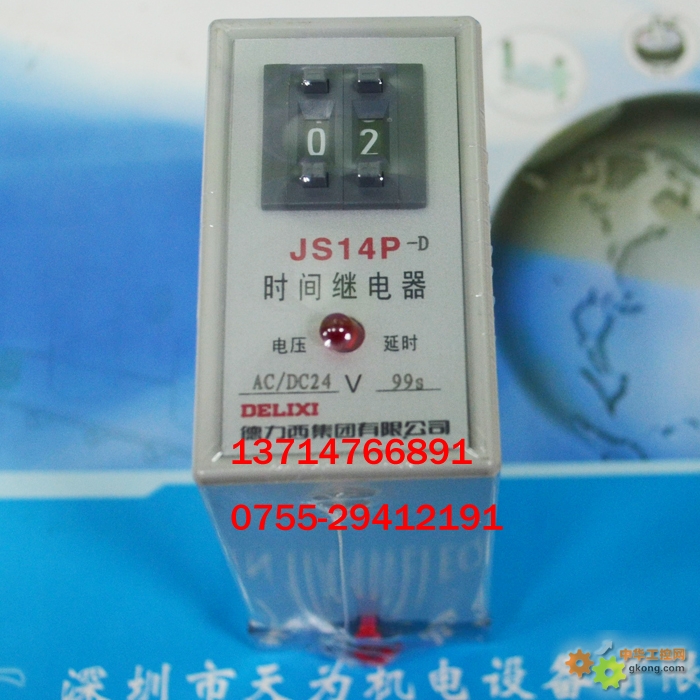 0 2
JS14P-D
时间继电器
电压 延时
AC/DC24 V 99s
DELIXI
德力西集团有限公司
13714766891
0755-29412191
深圳市天为机电设备
中华工控网
gkong.com